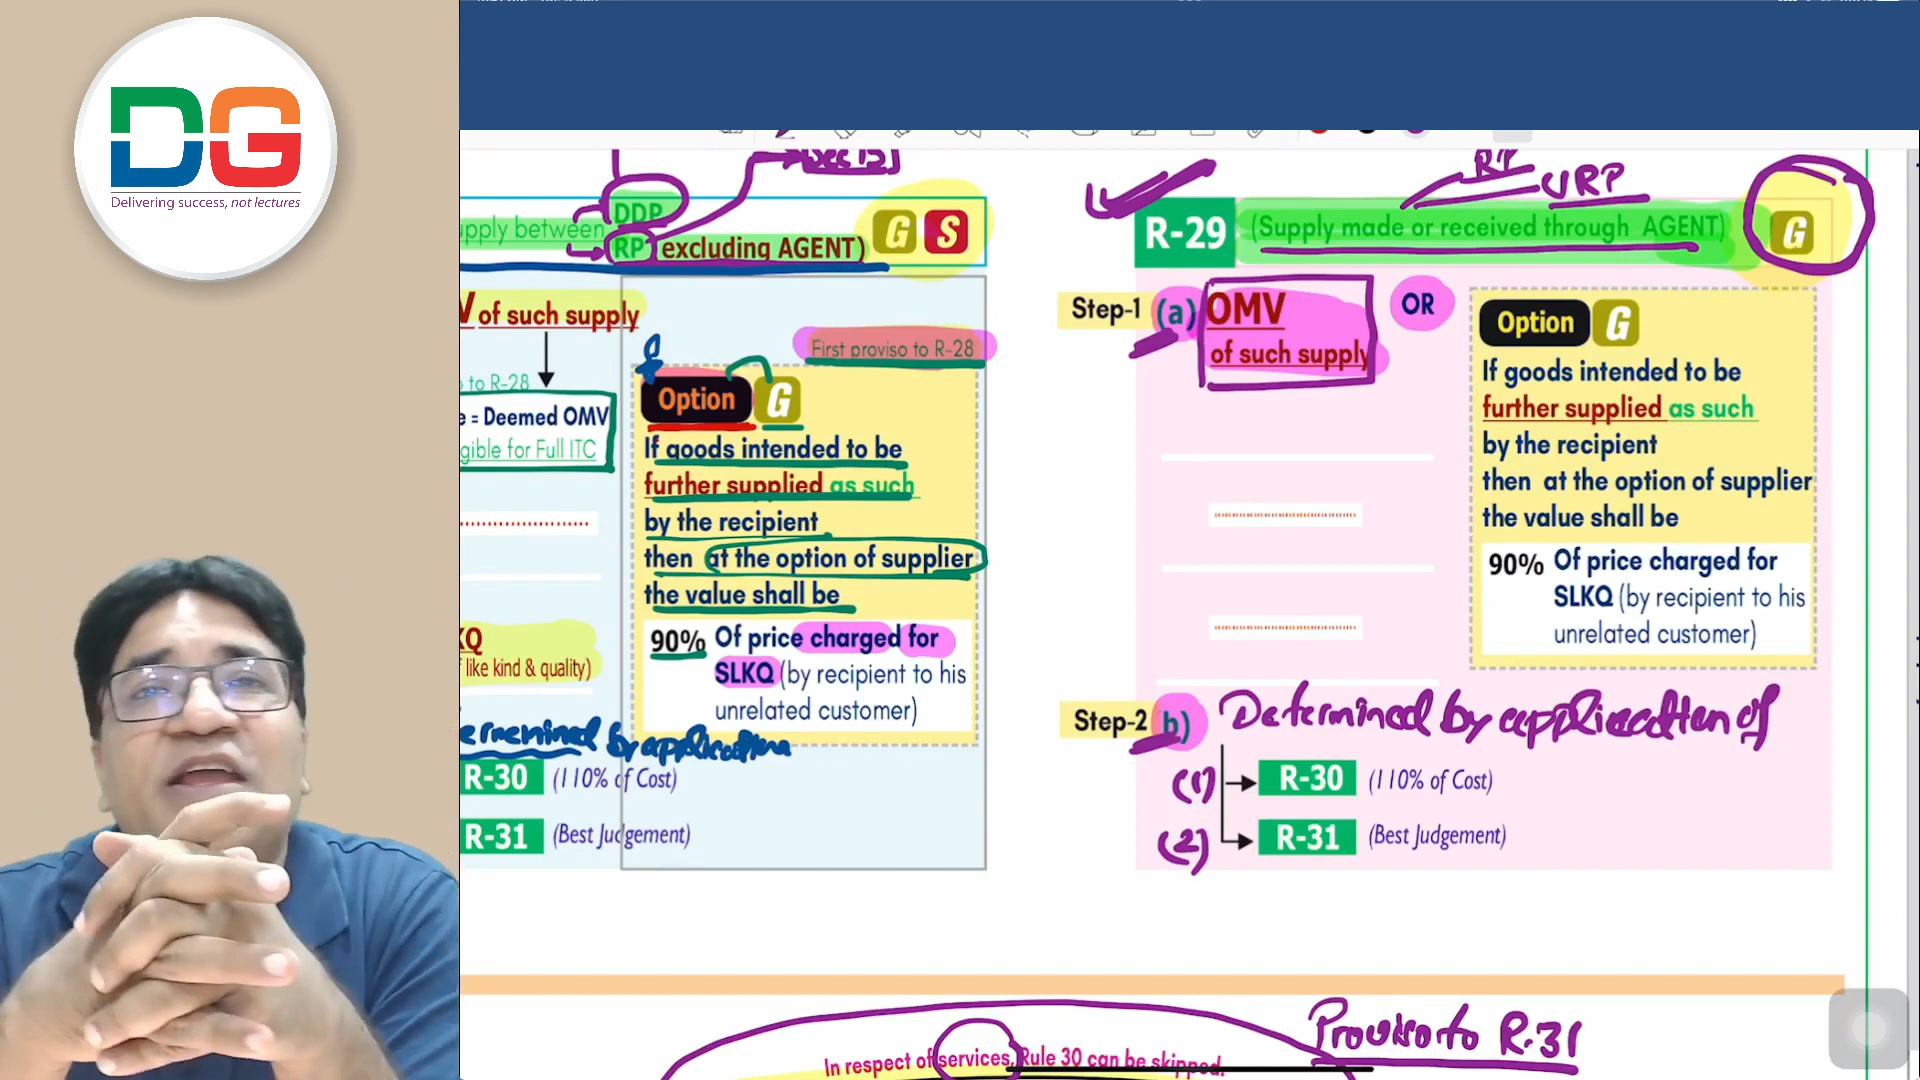 DG
Delivering success, not lectures
Sec 15
DDP
pply between
RP (excluding AGENT)
G S
V of such supply
First proviso to R-28
to R-28
e = Deemed OMV
gible for Full ITC
Option G
If goods intended to be
further supplied as such
by the recipient
then at the option of supplier
the value shall be
90% Of price charged for
SLKQ (by recipient to his
unrelated customer)
KQ
f like kind & quality)
ermenined by application
R-30 (110% of Cost)
R-31 (Best Judgement)
RP URP
R-29 (Supply made or received through AGENT) G
Step-1 (a) OMV
of such supply
OR
Option G
If goods intended to be
further supplied as such
by the recipient
then at the option of supplier
the value shall be
90% Of price charged for
SLKQ (by recipient to his
unrelated customer)
Step-2 b) Determined by application of
(1) R-30 (110% of Cost)
(2) R-31 (Best Judgement)
Proviso to R.31
In respect of services, Rule 30 can be skipped.